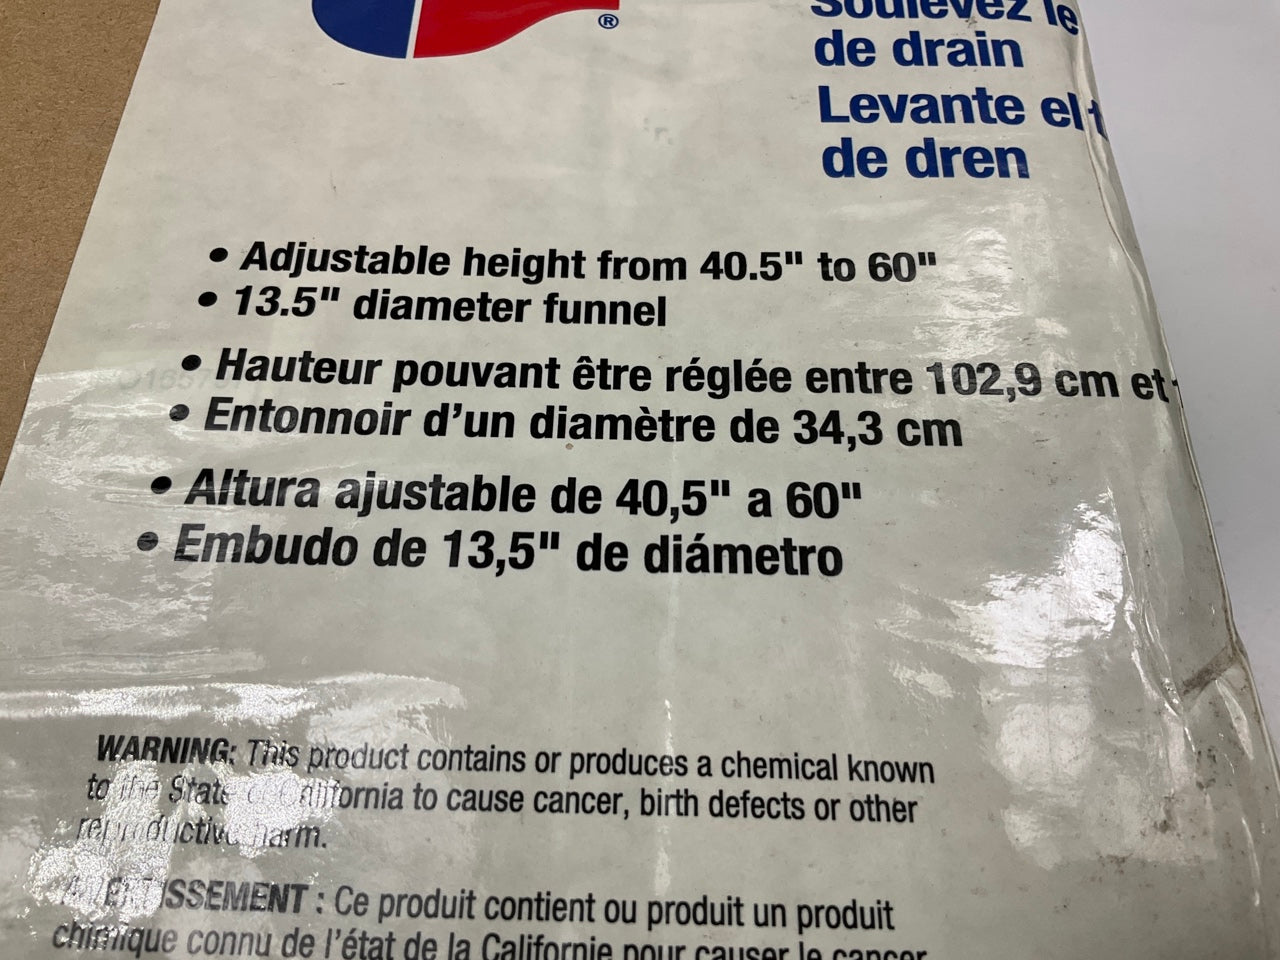 ®
Soulevez le
de drain
Levante el
de dren
• Adjustable height from 40.5" to 60"
• 13.5" diameter funnel
• Hauteur pouvant être réglée entre 102,9 cm et
• Entonnoir d'un diamètre de 34,3 cm
• Altura ajustable de 40,5" a 60"
• Embudo de 13,5" de diámetro
WARNING: This product contains or produces a chemical known
to the State of California to cause cancer, birth defects or other
reproductive harm.
AVERTISSEMENT : Ce produit contient ou produit un produit
chimique connu de l'état de la Californie pour causer le cancer